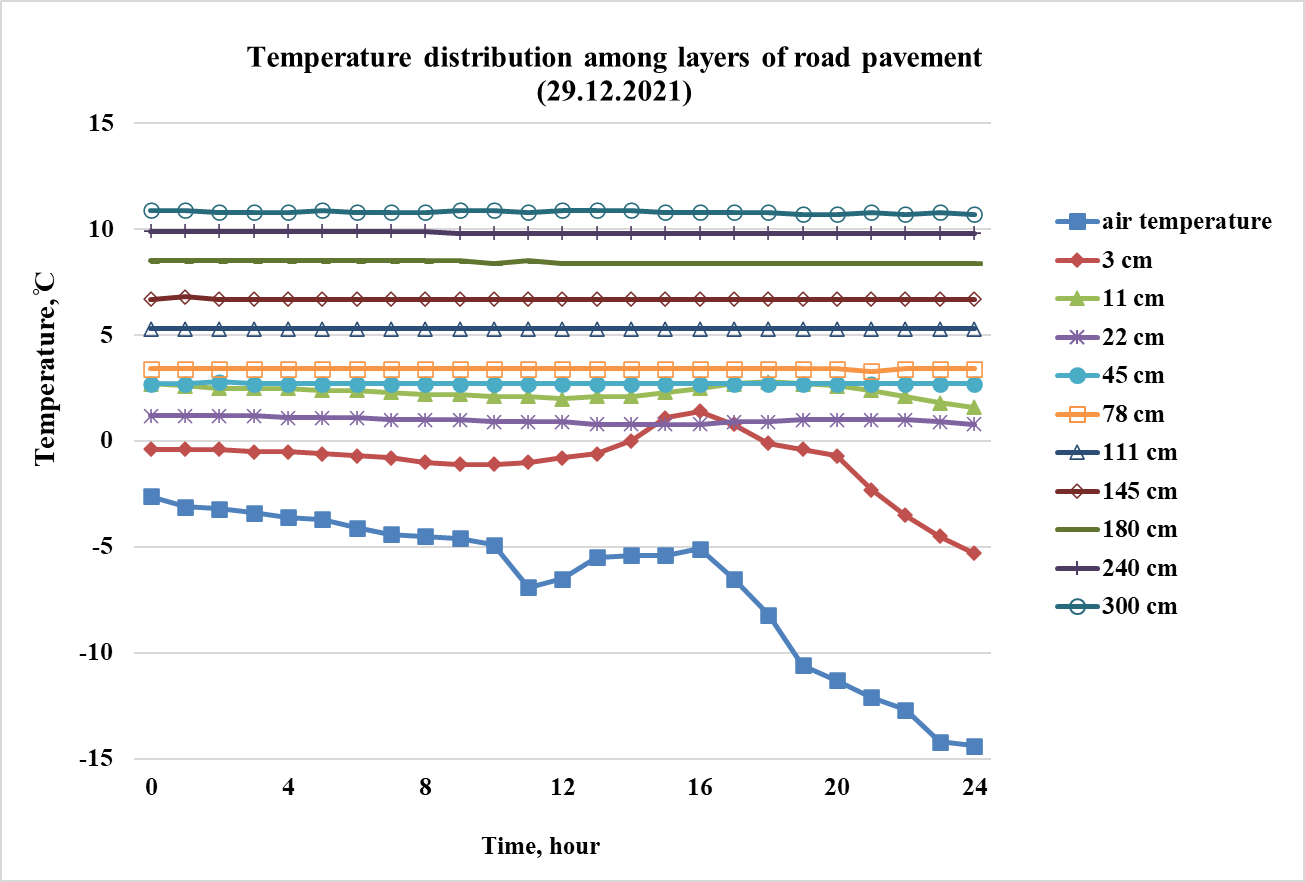 Temperature distribution among layers of road pavement
(29.12.2021)
15
10
5
0
-5
-10
-15
Temperature,℃
0 4 8 12 16 20 24
Time, hour
air temperature
3 cm
11 cm
22 cm
45 cm
78 cm
111 cm
145 cm
180 cm
240 cm
300 cm